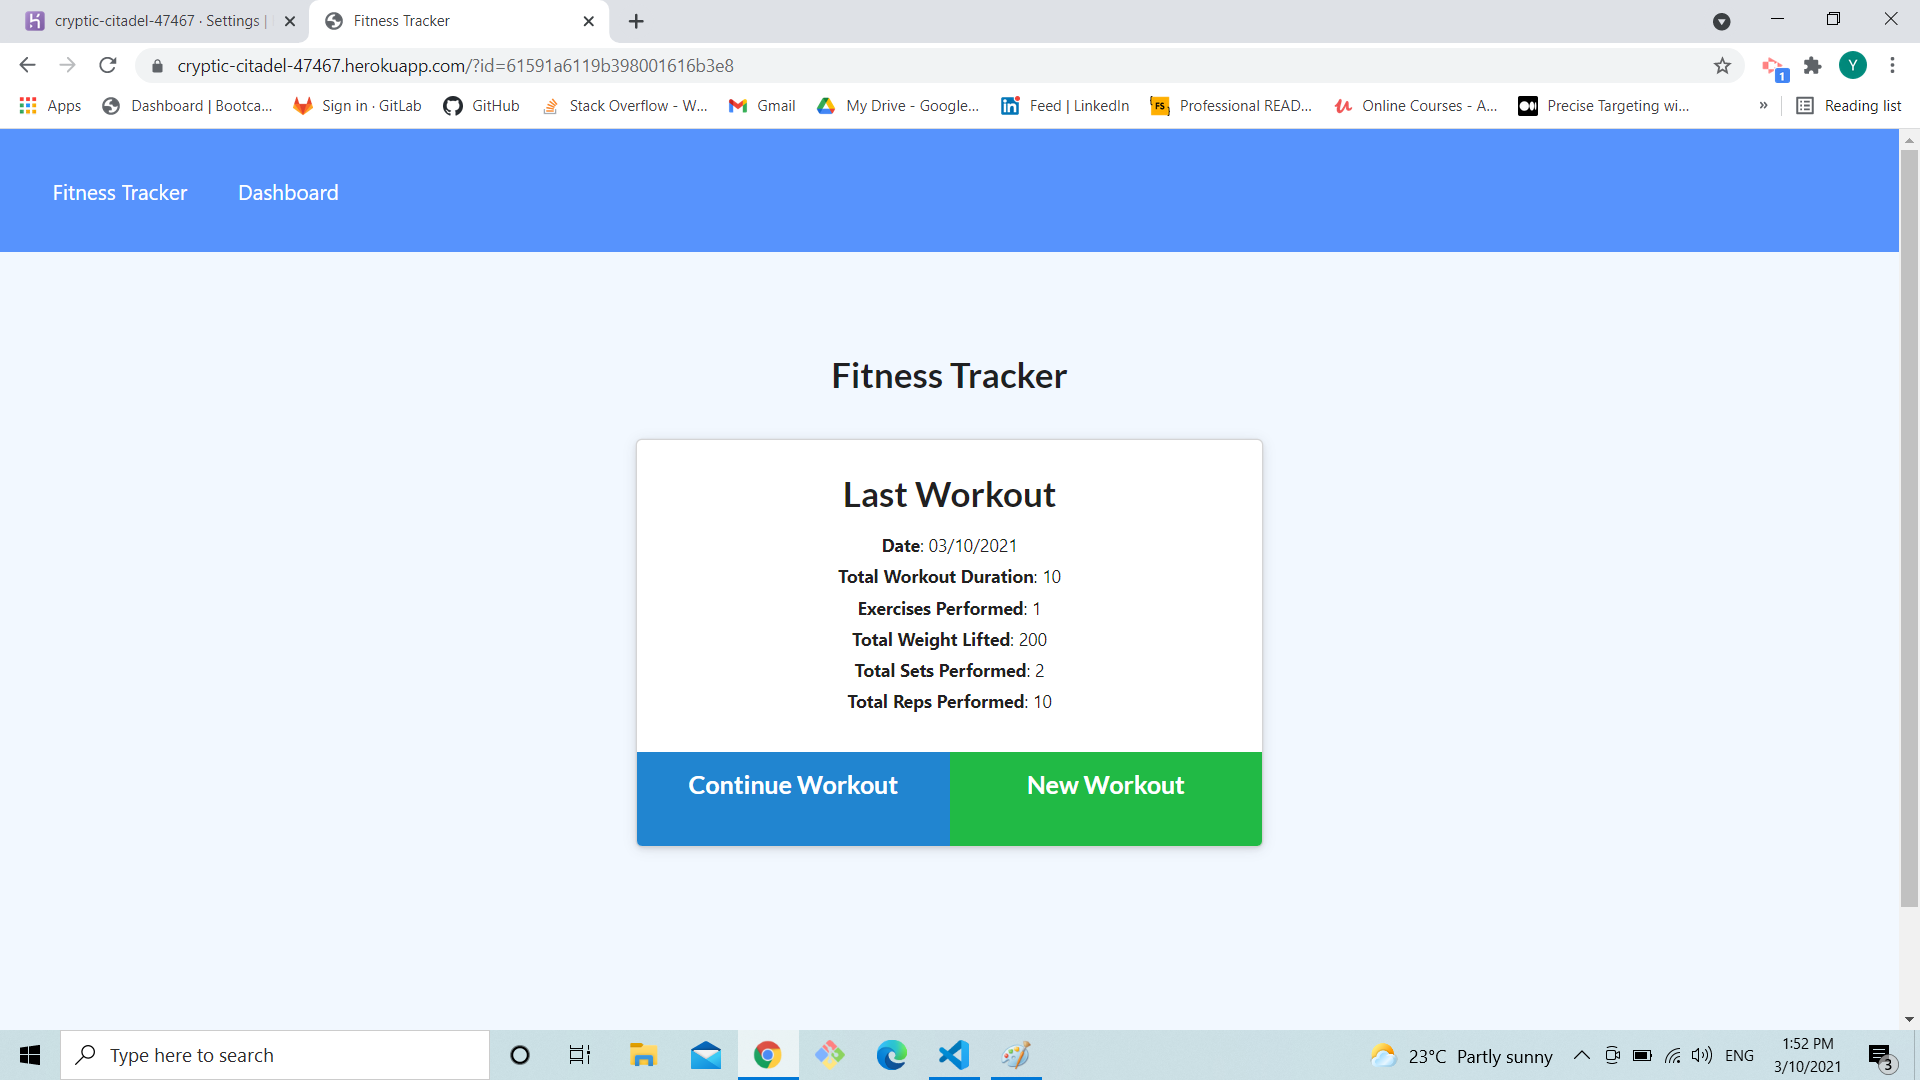 cryptic-citadel-47467 · Settings |
Fitness Tracker
cryptic-citadel-47467.herokuapp.com/?id=61591a6119b398001616b3e8
1
Y
Apps
Dashboard | Bootca...
Sign in · GitLab
GitHub
Stack Overflow - W...
Gmail
My Drive - Google...
Feed | LinkedIn
FS
Professional READ...
Online Courses - A...
Precise Targeting wi...
»
Reading list
Fitness Tracker
Dashboard
Fitness Tracker
Last Workout
Date: 03/10/2021
Total Workout Duration: 10
Exercises Performed: 1
Total Weight Lifted: 200
Total Sets Performed: 2
Total Reps Performed: 10
Continue Workout
New Workout
Type here to search
23°C Partly sunny
ENG
1:52 PM
3/10/2021
3